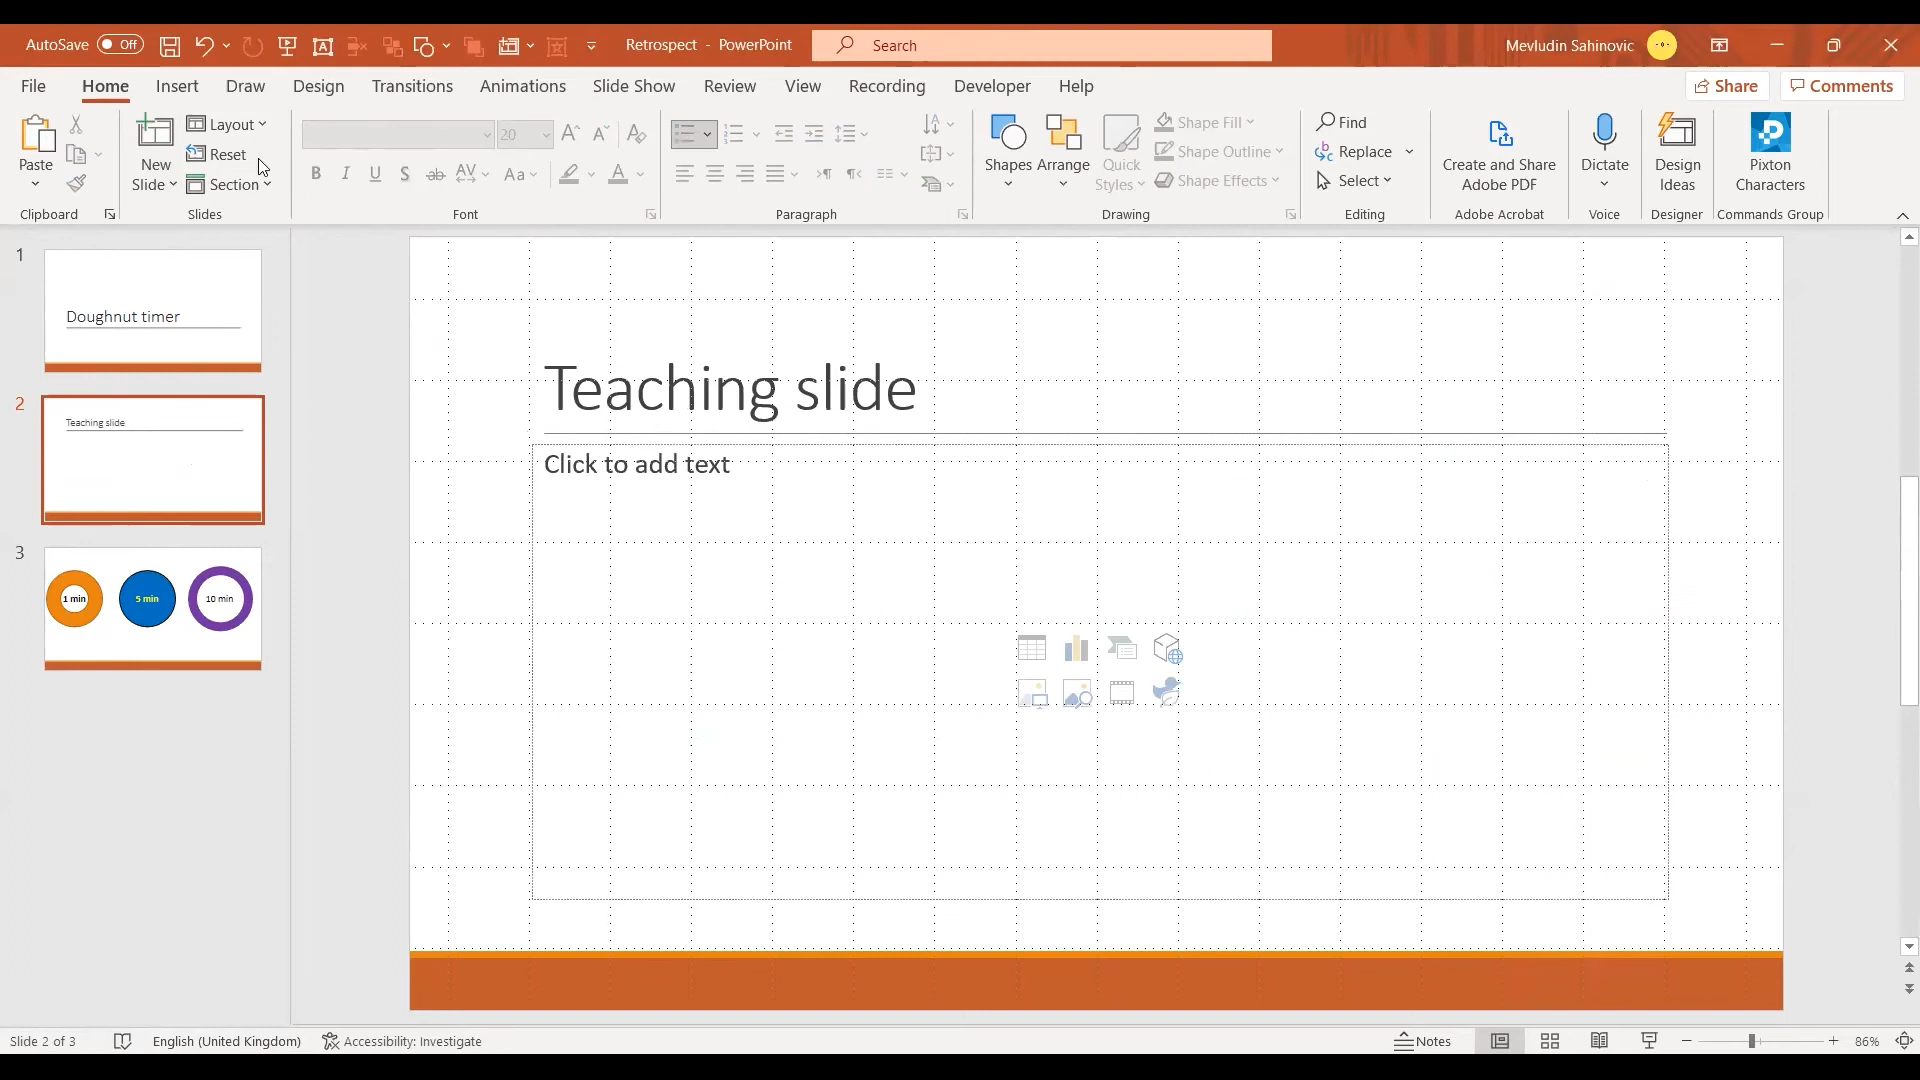 AutoSave Off
Retrospect - PowerPoint
Search
Mevludin Sahinovic
File Home Insert Draw Design Transitions Animations Slide Show Review View Recording Developer Help
Share Comments
Paste
New Slide
Layout
Reset
Section
20
B I U S ab AV Aa A
Shapes
Arrange
Quick Styles
Shape Fill
Shape Outline
Shape Effects
Find
Replace
Select
Create and Share Adobe PDF
Dictate
Design Ideas
Pixton Characters
Clipboard Slides Font Paragraph Drawing Editing Adobe Acrobat Voice Designer Commands Group
1
Doughnut timer
2
Teaching slide
3
1 min 5 min 10 min
Teaching slide
Click to add text
Slide 2 of 3 English (United Kingdom) Accessibility: Investigate Notes 86%